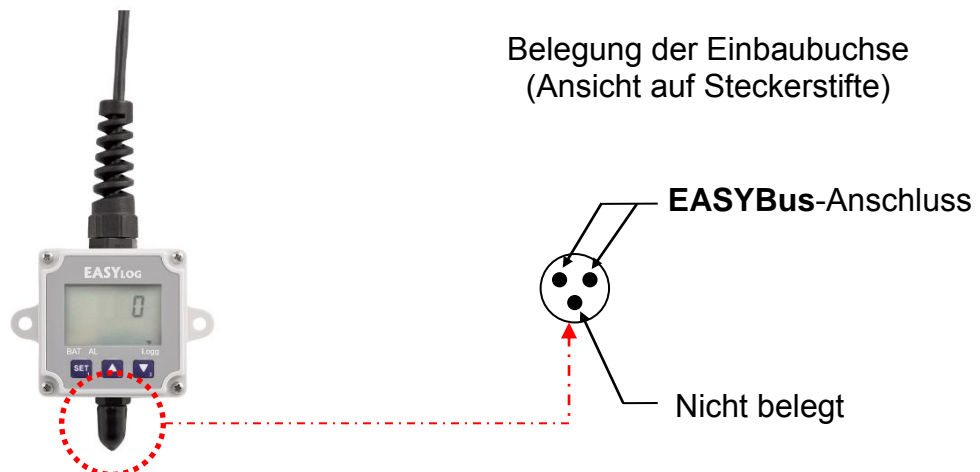 Belegung der Einbaubuchse
(Ansicht auf Steckerstifte)
EASYBus-Anschluss
EASYLOG
0
BAT AL Logg
SET
Nicht belegt